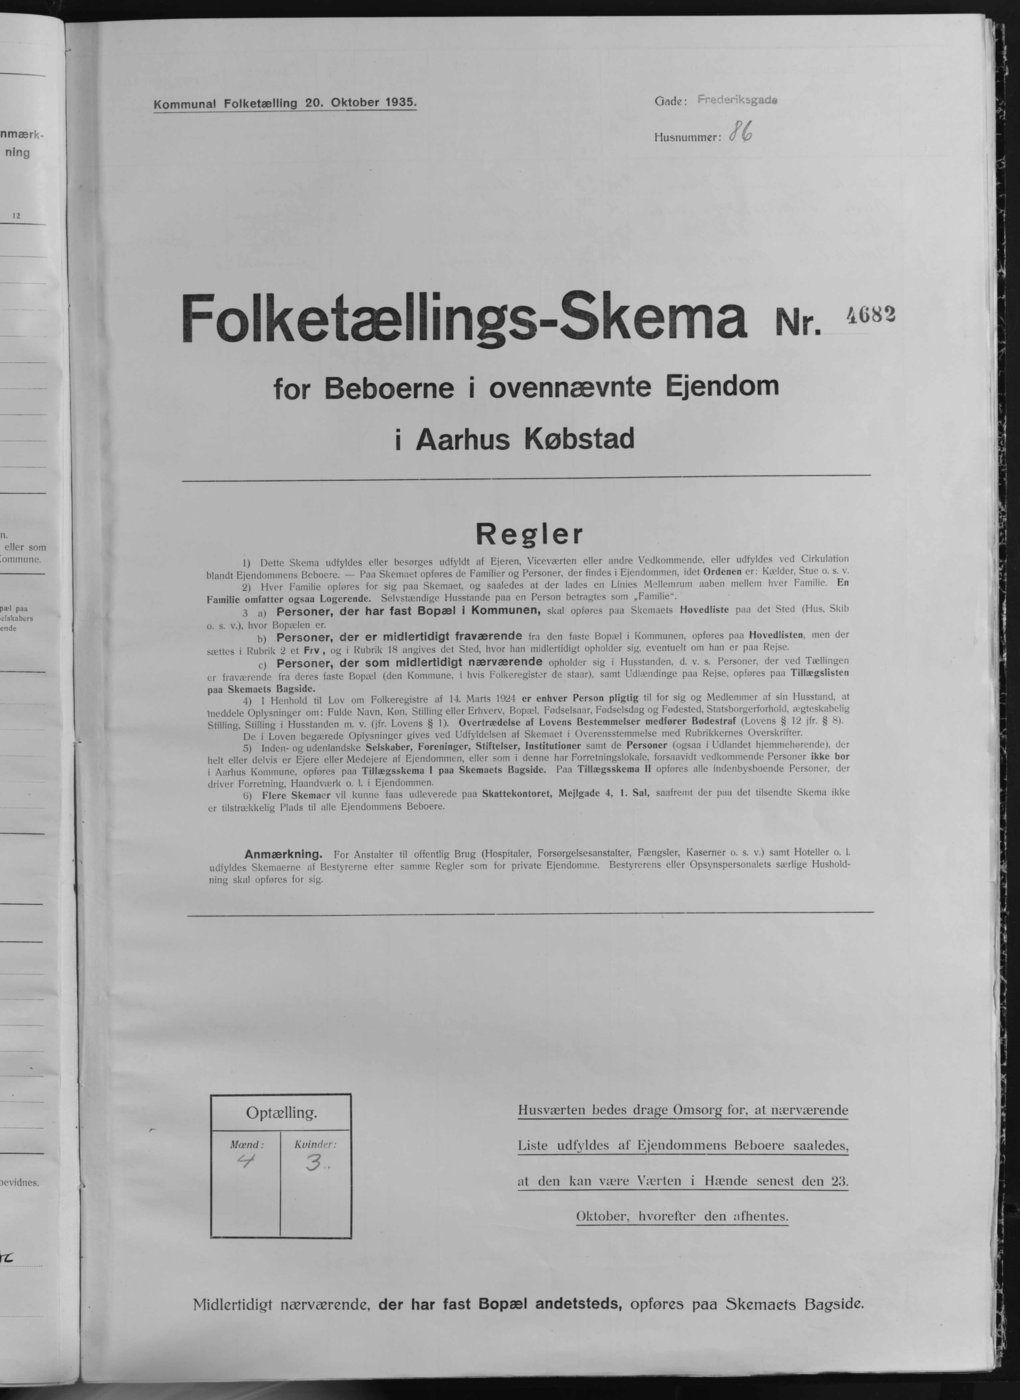 nmærk-
ning
12
n.
eller som
Kommune.
pæl paa
elskabers
ende
bevidnes.
Kommunal Folketælling 20. Oktober 1935.
Gade: Frederiksgade
Husnummer: 86
Folketællings-Skema Nr. 4682
for Beboerne i ovennævnte Ejendom
i Aarhus Købstad
Regler
1) Dette Skema udfyldes eller besørges udfyldt af Ejeren, Viceværten eller andre Vedkommende, eller udfyldes ved Cirkulation
blandt Ejendommens Beboere. — Paa Skemaet opføres de Familier og Personer, der findes i Ejendommen, idet Ordenen er: Kælder, Stue o. s. v.
2) Hver Familie opføres for sig paa Skemaet, og saaledes at der lades en Linies Mellemrum aaben mellem hver Familie. En
Familie omfatter ogsaa Logerende. Selvstændige Husstande paa en Person betragtes som „Familie“.
3 a) Personer, der har fast Bopæl i Kommunen, skal opføres paa Skemaets Hovedliste paa det Sted (Hus, Skib
o. s. v.), hvor Bopælen er.
b) Personer, der er midlertidigt fraværende fra den faste Bopæl i Kommunen, opføres paa Hovedlisten, men der
sættes i Rubrik 2 et Frv, og i Rubrik 18 angives det Sted, hvor han midlertidigt opholder sig, eventuelt om han er paa Rejse.
c) Personer, der som midlertidigt nærværende opholder sig i Husstanden, d. v. s. Personer, der ved Tællingen
er fraværende fra deres faste Bopæl (den Kommune, i hvis Folkeregister de staar), samt Udlændinge paa Rejse, opføres paa Tillægslisten
paa Skemaets Bagside.
4) I Henhold til Lov om Folkeregistre af 14. Marts 1924 er enhver Person pligtig til for sig og Medlemmer af sin Husstand, at
meddele Oplysninger om: Fulde Navn, Køn, Stilling eller Erhverv, Bopæl, Fødselsaar, Fødselsdag og Fødested, Statsborgerforhold, ægteskabelig
Stilling, Stilling i Husstanden m. v. (jfr. Lovens § 1). Overtrædelse af Lovens Bestemmelser medfører Bødestraf (Lovens § 12 jfr. § 8).
De i Loven begærede Oplysninger gives ved Udfyldelsen af Skemaet i Overensstemmelse med Rubrikkernes Overskrifter.
5) Inden- og udenlandske Selskaber, Foreninger, Stiftelser, Institutioner samt de Personer (ogsaa i Udlandet hjemmehørende), der
helt eller delvis er Ejere eller Medejere af Ejendommen, eller som i denne har Forretningslokale, forsaavidt vedkommende Personer ikke bor
i Aarhus Kommune, opføres paa Tillægsskema I paa Skemaets Bagside. Paa Tillægsskema II opføres alle indenbysboende Personer, der
driver Forretning, Haandværk o. l. i Ejendommen.
6) Flere Skemaer vil kunne faas udleverede paa Skattekontoret, Mejlgade 4, 1. Sal, saafremt der paa det tilsendte Skema ikke
er tilstrækkelig Plads til alle Ejendommens Beboere.
Anmærkning. For Anstalter til offentlig Brug (Hospitaler, Forsørgelsesanstalter, Fængsler, Kaserner o. s. v.) samt Hoteller o. l.
udfyldes Skemaerne af Bestyrerne efter samme Regler som for private Ejendomme. Bestyrerens eller Opsynspersonalets særlige Hushold-
ning skal opføres for sig.
Optælling.
Mænd: Kvinder:
4 3
Husværten bedes drage Omsorg for, at nærværende
Liste udfyldes af Ejendommens Beboere saaledes,
at den kan være Værten i Hænde senest den 23.
Oktober, hvorefter den afhentes.
Midlertidigt nærværende, der har fast Bopæl andetsteds, opføres paa Skemaets Bagside.